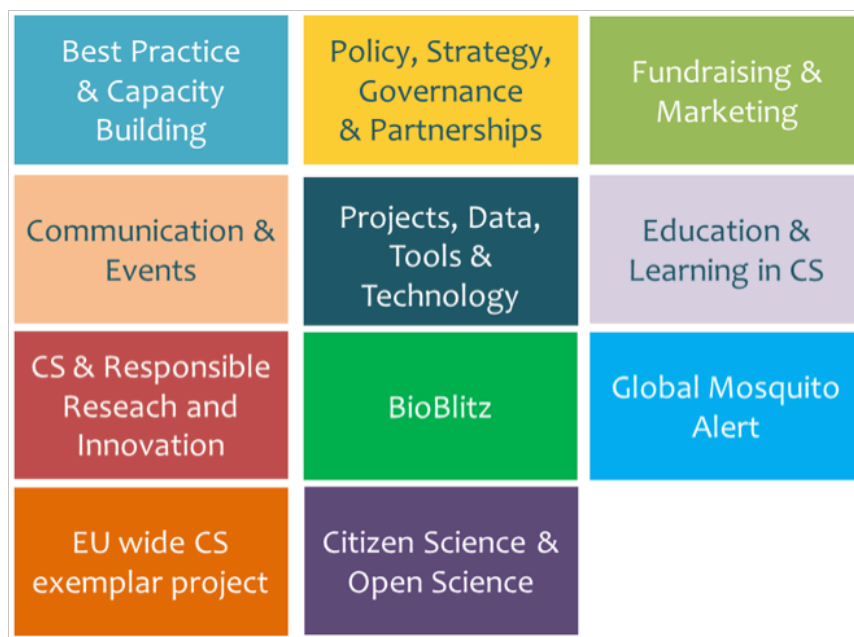 Best Practice
& Capacity
Building
Policy, Strategy,
Governance
& Partnerships
Fundraising &
Marketing
Communication &
Events
Projects, Data,
Tools &
Technology
Education &
Learning in CS
CS & Responsible
Reseach and
Innovation
BioBlitz
Global Mosquito
Alert
EU wide CS
exemplar project
Citizen Science &
Open Science